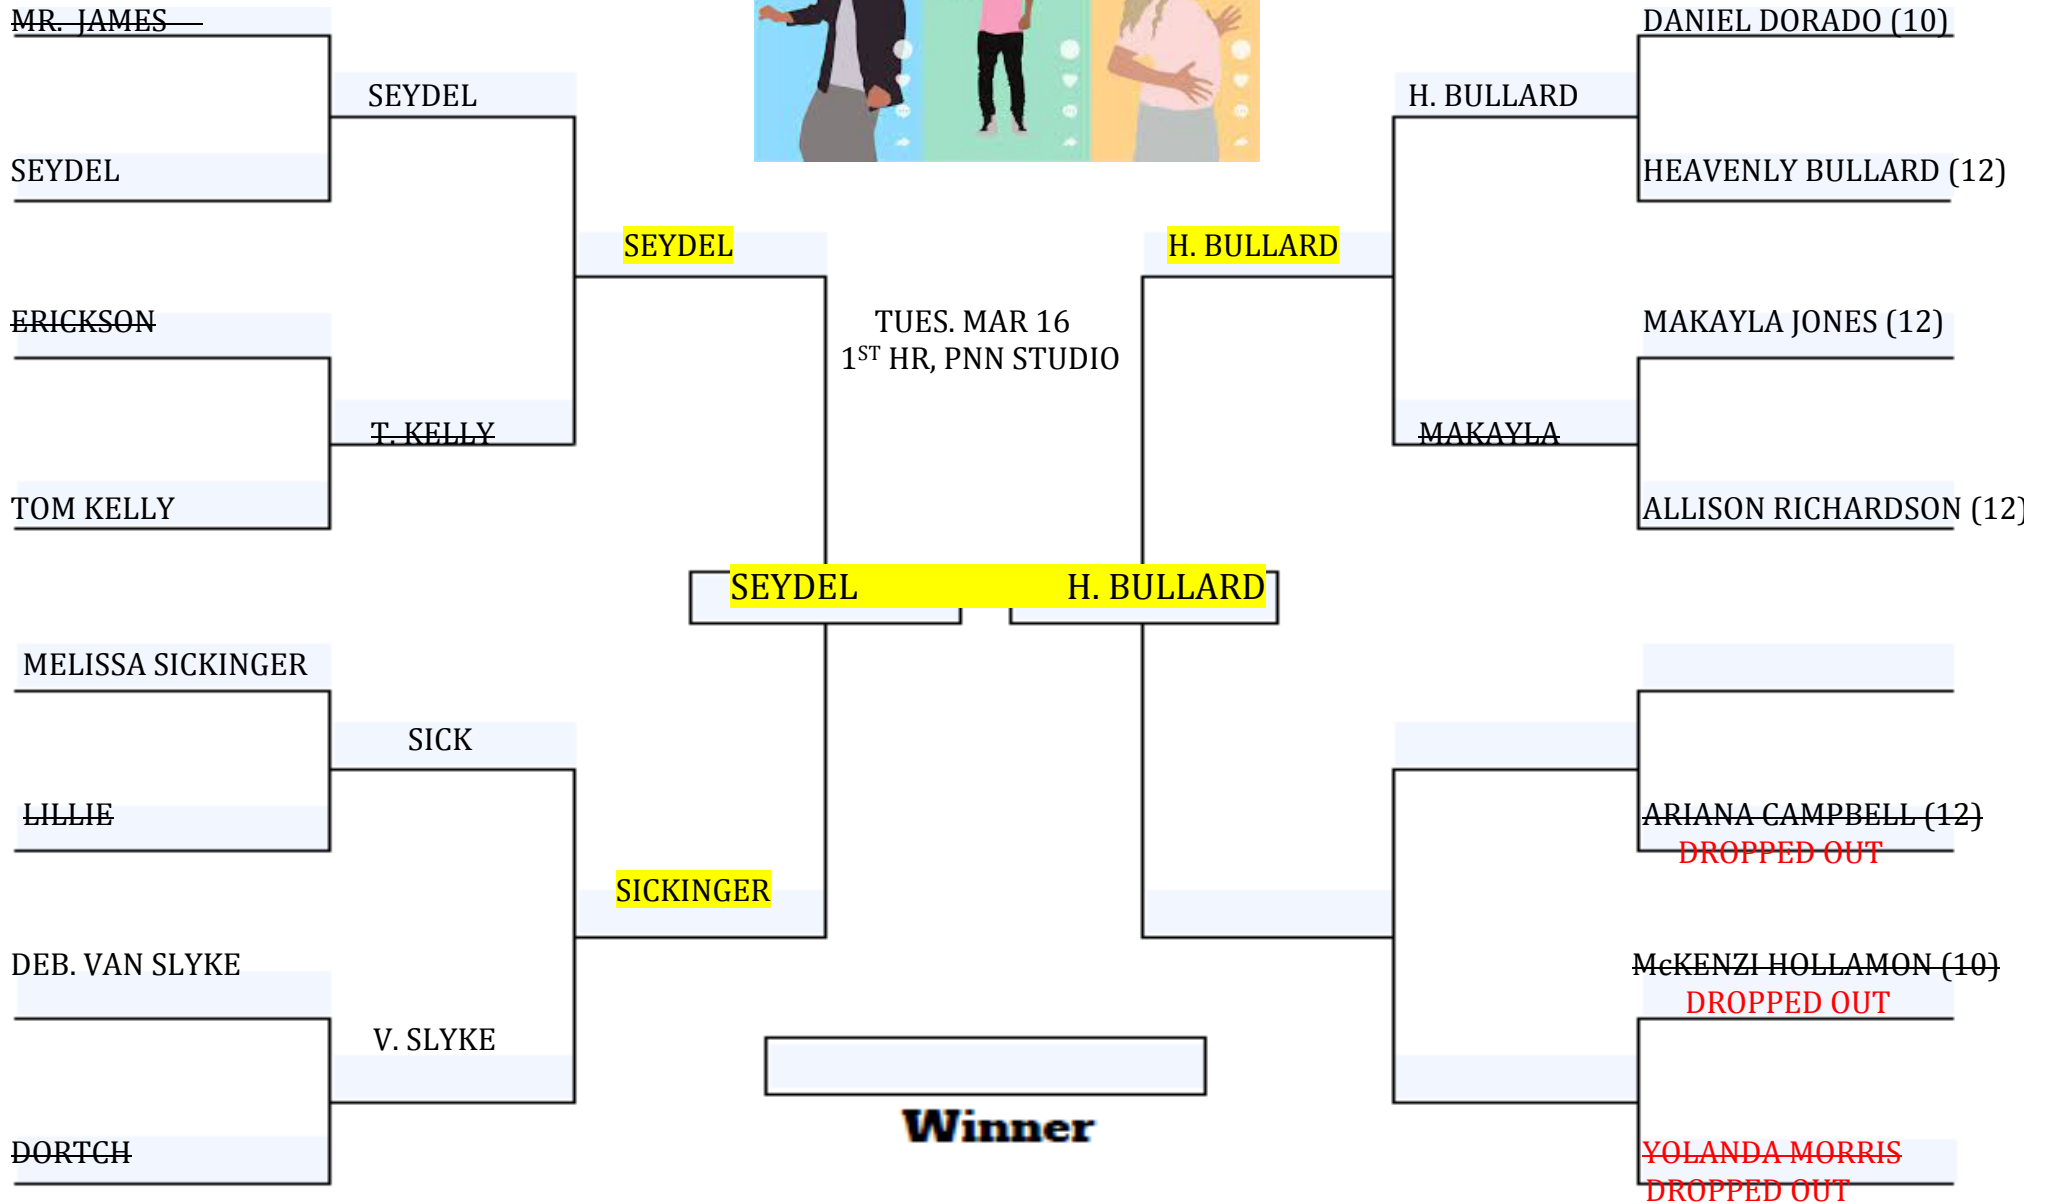 MR. JAMES
DANIEL DORADO (10)
SEYDEL
H. BULLARD
SEYDEL
HEAVENLY BULLARD (12)
SEYDEL
H. BULLARD
ERICKSON
TUES. MAR 16
MAKAYLA JONES (12)
1ST HR, PNN STUDIO
T. KELLY
MAKAYLA
TOM KELLY
ALLISON RICHARDSON (12)
SEYDEL H. BULLARD
MELISSA SICKINGER
SICK
LILLIE
ARIANA CAMPBELL (12)
DROPPED OUT
SICKINGER
DEB. VAN SLYKE
McKENZI HOLLAMON (10)
DROPPED OUT
V. SLYKE
Winner
DORTCH
YOLANDA MORRIS
DROPPED OUT